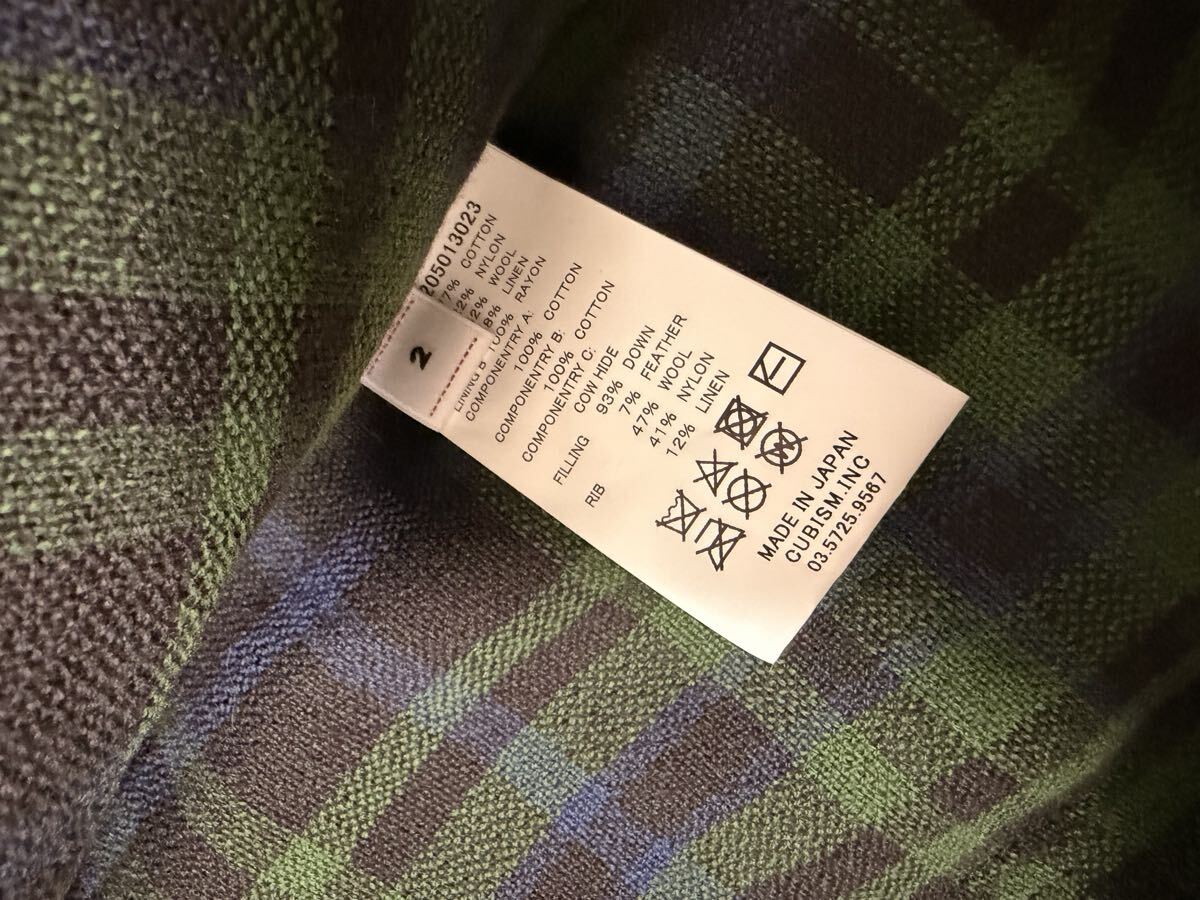 205013023
COTTON
NYLON
WOOL
LINEN
RAYON
COMPONENTRY A:
100% COTTON
COMPONENTRY B:
100% COTTON
COMPONENTRY C:
COW HIDE
FILLING 93% DOWN
7% FEATHER
RIB 47% WOOL
41% NYLON
12% LINEN
MADE IN JAPAN
CUBISM.INC
03.5725.9567
2